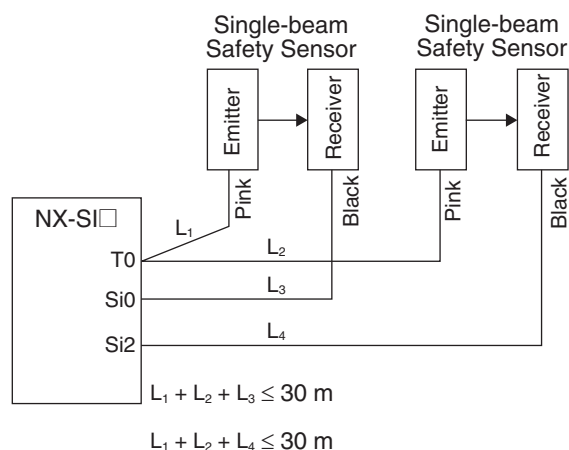 Single-beam
Safety Sensor
Single-beam
Safety Sensor
Emitter
Receiver
Emitter
Receiver
Pink
Black
Pink
Black
NX-SI□
L₁
T0
L₂
Si0
L₃
Si2
L₄
L₁ + L₂ + L₃ ≤ 30 m
L₁ + L₂ + L₄ ≤ 30 m